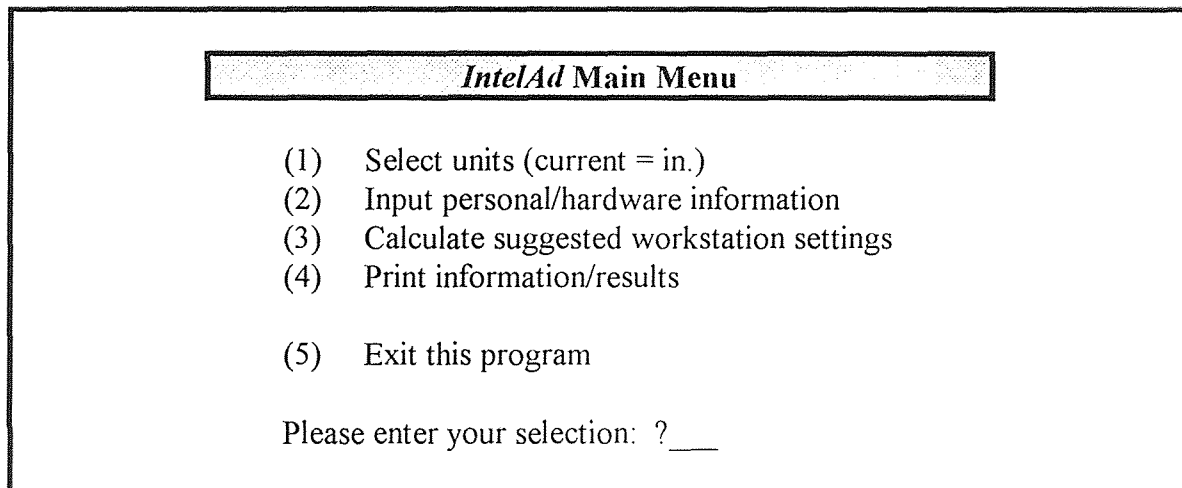 IntelAd Main Menu
(1) Select units (current = in.)
(2) Input personal/hardware information
(3) Calculate suggested workstation settings
(4) Print information/results
(5) Exit this program
Please enter your selection: ?___